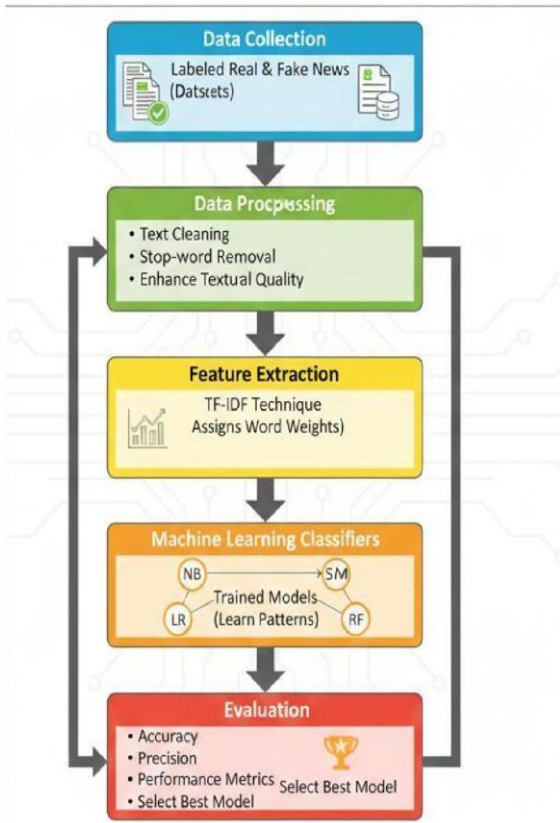 Data Collection
Labeled Real & Fake News
(Datscets)
Data Procpussing
• Text Cleaning
• Stop-word Removal
• Enhance Textual Quality
Feature Extraction
TF-IDF Technique
Assigns Word Weights)
Machine Learning Classifiers
NB
SM
Trained Models
LR
(Learn Patterns)
RF
Evaluation
• Accuracy
• Precision
• Performance Metrics
Select Best Model
• Select Best Model